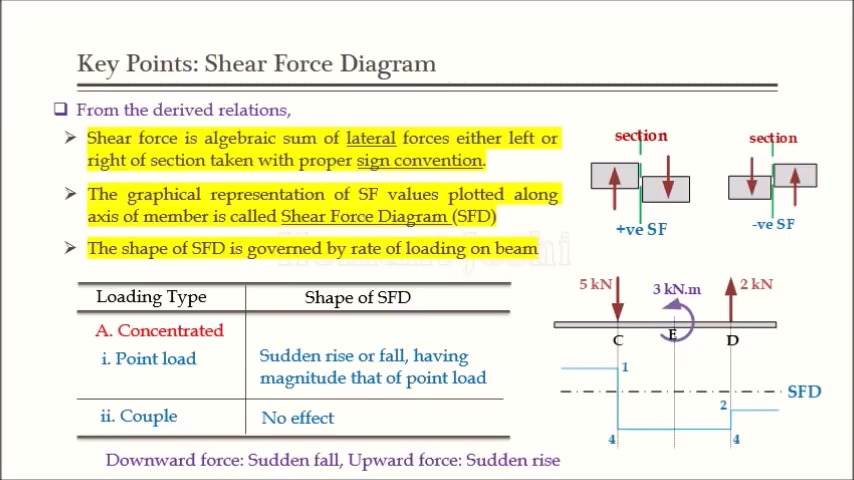 Key Points: Shear Force Diagram
❑ From the derived relations,
➤ Shear force is algebraic sum of lateral forces either left or
right of section taken with proper sign convention.
➤ The graphical representation of SF values plotted along
axis of member is called Shear Force Diagram (SFD)
➤ The shape of SFD is governed by rate of loading on beam
Loading Type Shape of SFD
A. Concentrated
i. Point load
Sudden rise or fall, having
magnitude that of point load
ii. Couple No effect
Downward force: Sudden fall, Upward force: Sudden rise
section section
+ve SF -ve SF
5 kN 3 kN.m 2 kN
C E D
1
SFD
2
4 4